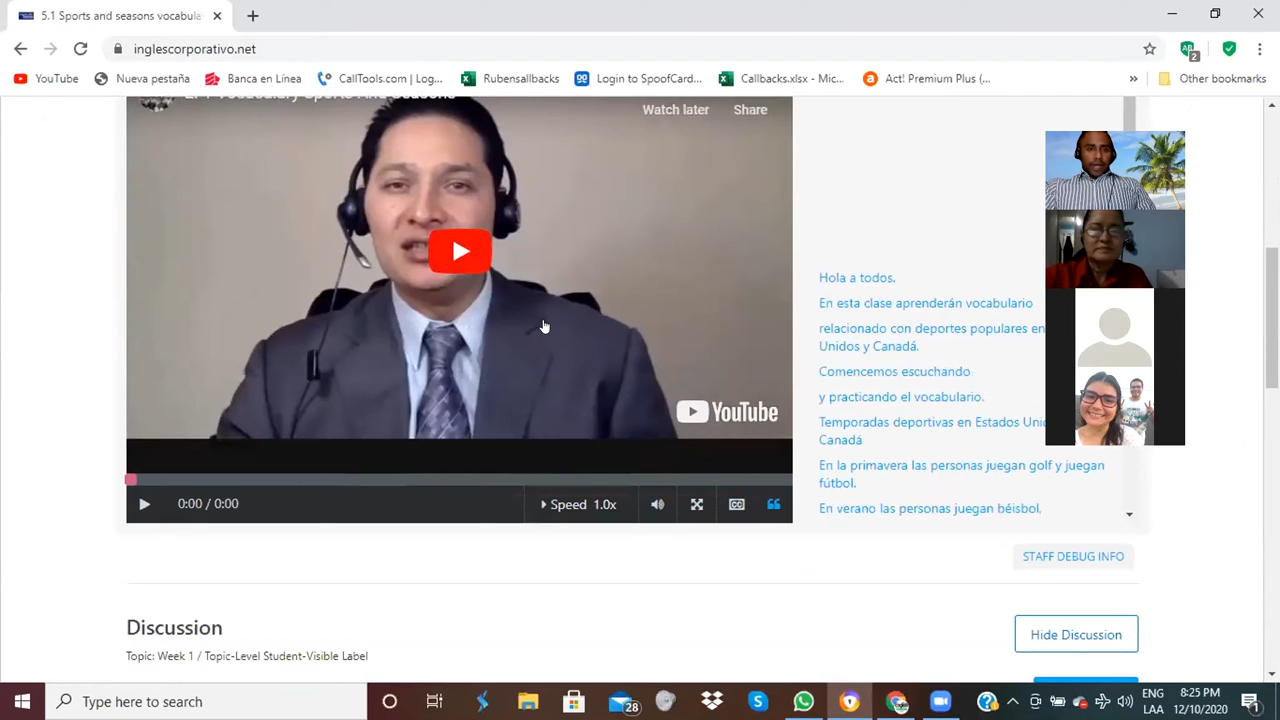 5.1 Sports and seasons vocabula
inglescorporativo.net
2
YouTube
Nueva pestaña
Banca en Línea
CallTools.com | Log...
Rubensallbacks
Login to SpoofCard...
Callbacks.xlsx - Mic...
Act! Premium Plus (...
»
Other bookmarks
Watch later
Share
YouTube
0:00 / 0:00
Speed 1.0x
Hola a todos.
En esta clase aprenderán vocabulario
relacionado con deportes populares en
Unidos y Canadá.
Comencemos escuchando
y practicando el vocabulario.
Temporadas deportivas en Estados Uni
Canadá
En la primavera las personas juegan golf y juegan
fútbol.
En verano las personas juegan béisbol,
STAFF DEBUG INFO
Discussion
Hide Discussion
Topic: Week 1 / Topic-Level Student-Visible Label
Type here to search
28
ENG
LAA
8:25 PM
12/10/2020
1